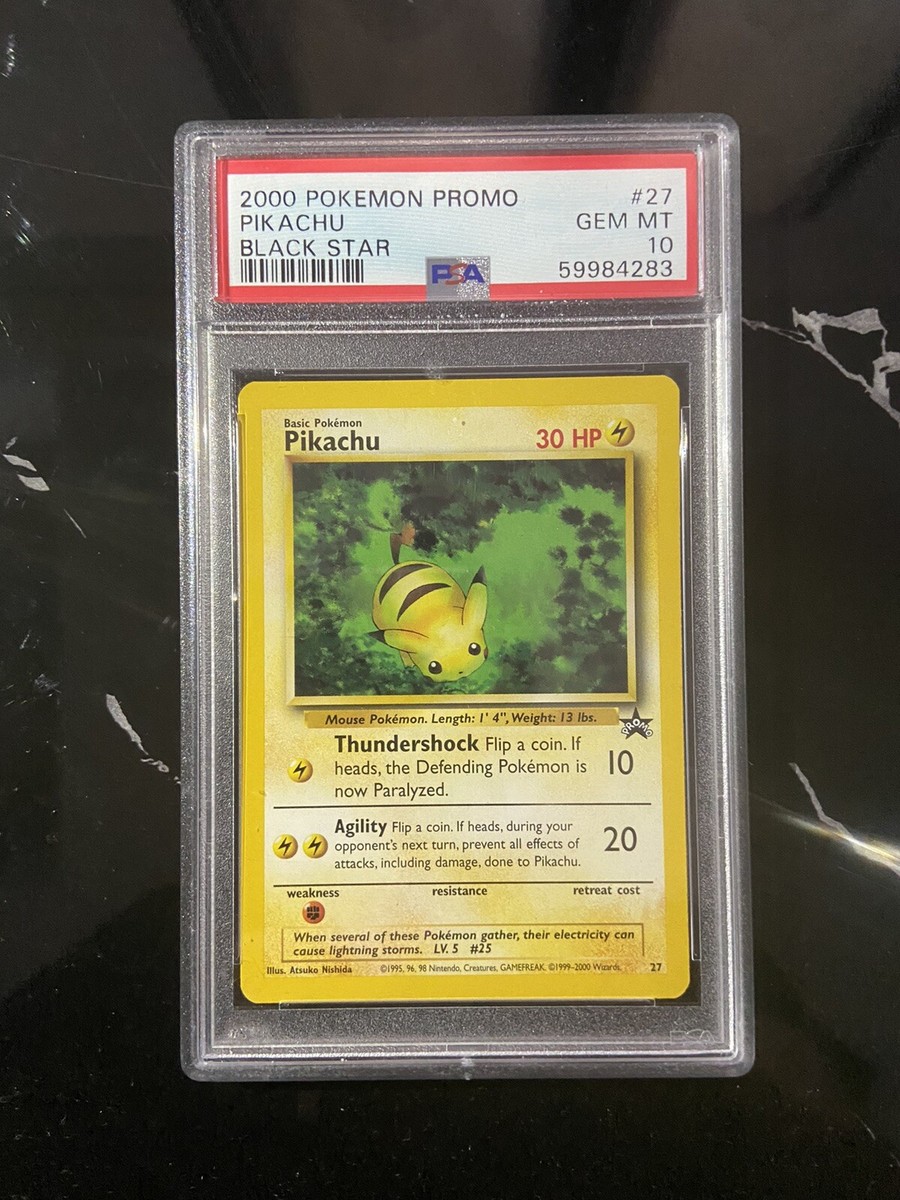 2000 POKEMON PROMO #27
PIKACHU GEM MT
BLACK STAR 10
PSA 59984283
Basic Pokémon
Pikachu 30 HP
Mouse Pokémon. Length: 1' 4", Weight: 13 lbs.
PROMO
Thundershock Flip a coin. If
heads, the Defending Pokémon is 10
now Paralyzed.
Agility Flip a coin. If heads, during your
opponent's next turn, prevent all effects of 20
attacks, including damage, done to Pikachu.
weakness resistance retreat cost
When several of these Pokémon gather, their electricity can
cause lightning storms. LV. 5 #25
Illus. Atsuko Nishida ©1995, 96, 98 Nintendo, Creatures, GAMEFREAK. ©1999-2000 Wizards. 27
PSA